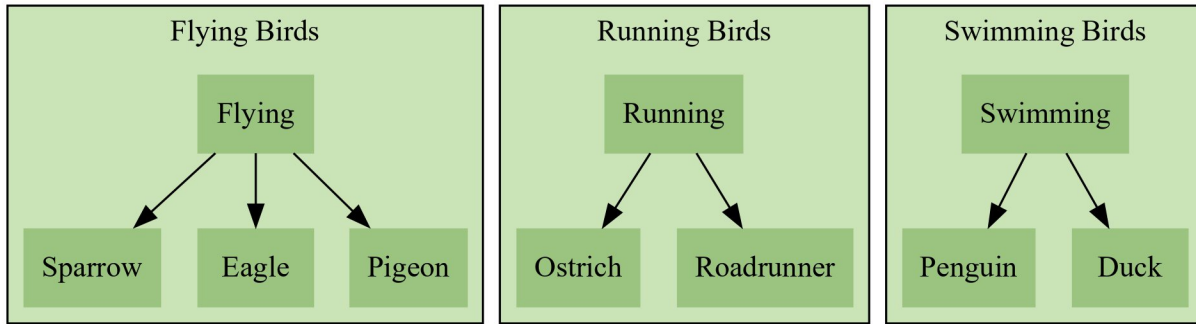 Flying Birds
Flying
Sparrow
Eagle
Pigeon
Running Birds
Running
Ostrich
Roadrunner
Swimming Birds
Swimming
Penguin
Duck